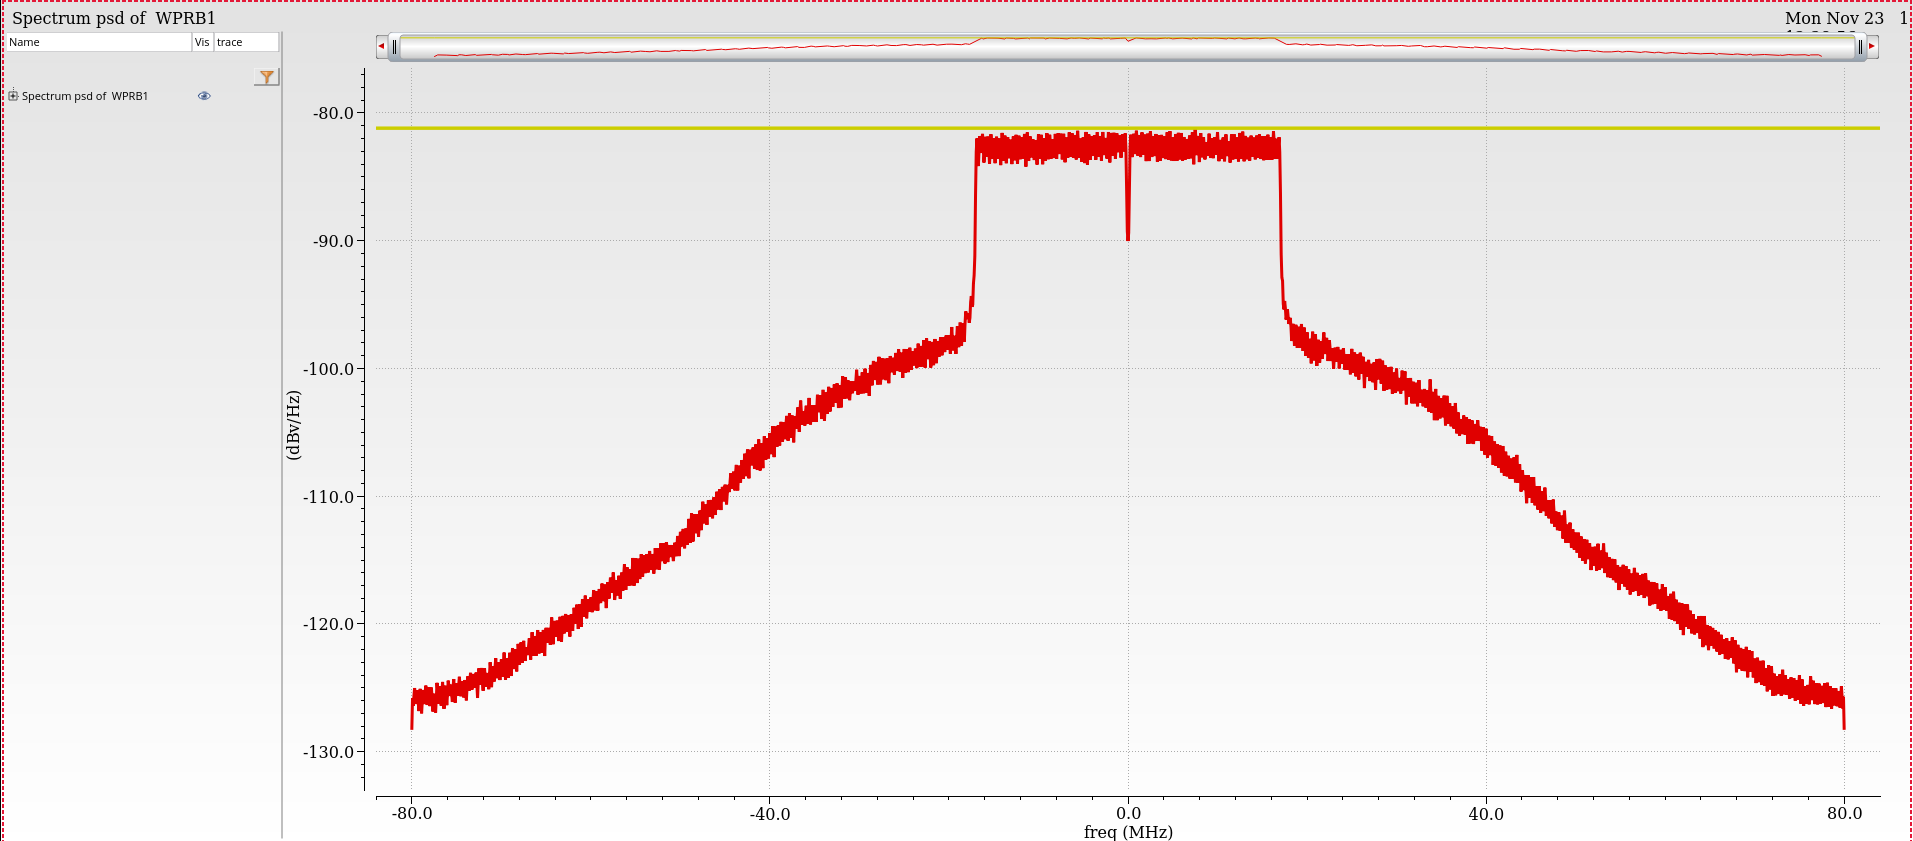 Spectrum psd of WPRB1
Mon Nov 23 1
Name Vis trace
Spectrum psd of WPRB1
-80.0
-90.0
-100.0
-110.0
-120.0
-130.0
(dBv/Hz)
-80.0 -40.0 0.0 40.0 80.0
freq (MHz)